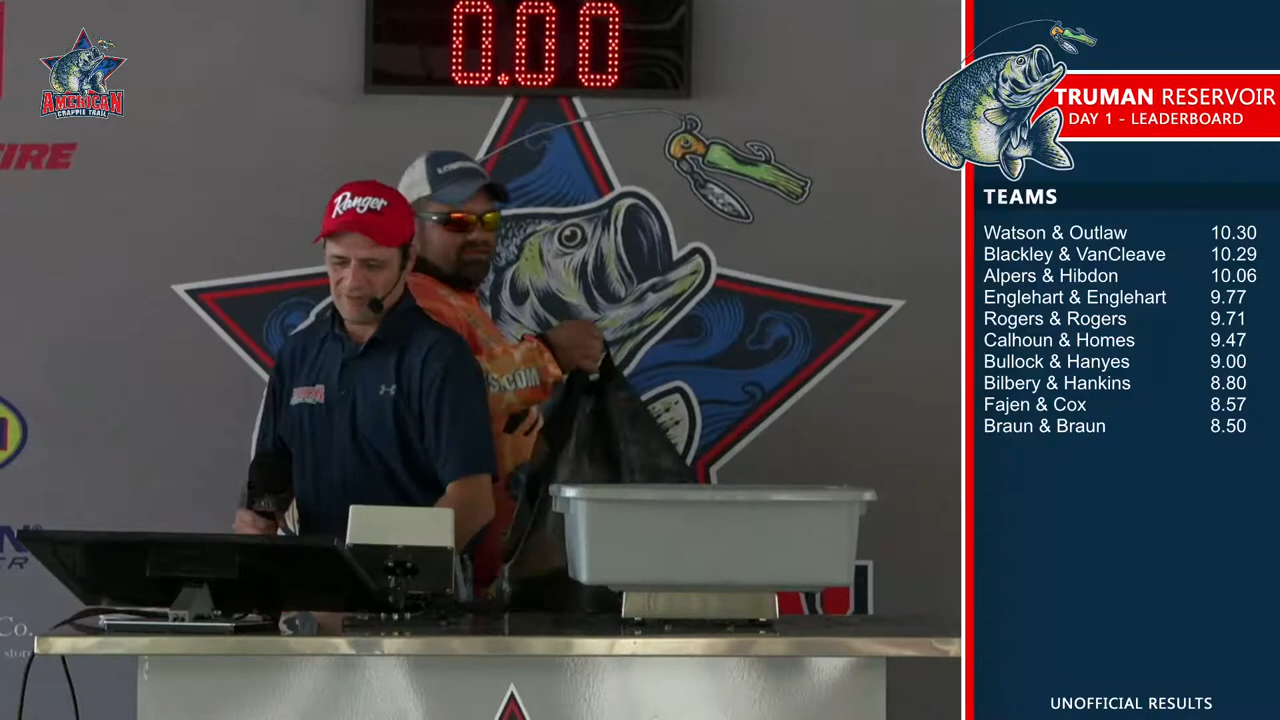 0.00
AMERICAN
CRAPPIE TRAIL
TRUMAN RESERVOIR
DAY 1 - LEADERBOARD
Ranger
TEAMS
Watson & Outlaw 10.30
Blackley & VanCleave 10.29
Alpers & Hibdon 10.06
Englehart & Englehart 9.77
Rogers & Rogers 9.71
Calhoun & Homes 9.47
Bullock & Hanyes 9.00
Bilbery & Hankins 8.80
Fajen & Cox 8.57
Braun & Braun 8.50
S.COM
Co.
UNOFFICIAL RESULTS